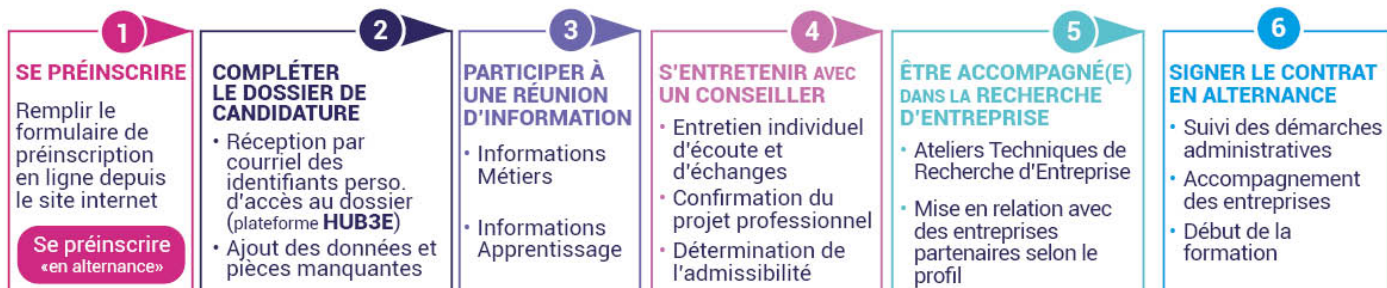 1
SE PRÉINSCRIRE
Remplir le
formulaire de
préinscription
en ligne depuis
le site internet
Se préinscrire
«en alternance»
2
COMPLÉTER
LE DOSSIER DE
CANDIDATURE
• Réception par
courriel des
identifiants perso.
d'accès au dossier
(plateforme HUB3E)
• Ajout des données et
pièces manquantes
3
PARTICIPER À
UNE RÉUNION
D'INFORMATION
• Informations
Métiers
• Informations
Apprentissage
4
S'ENTRETENIR AVEC
UN CONSEILLER
• Entretien individuel
d'écoute et
d'échanges
• Confirmation du
projet professionnel
• Détermination de
l'admissibilité
5
ÊTRE ACCOMPAGNÉ(E)
DANS LA RECHERCHE
D'ENTREPRISE
• Ateliers Techniques de
Recherche d'Entreprise
• Mise en relation avec
des entreprises
partenaires selon le
profil
6
SIGNER LE CONTRAT
EN ALTERNANCE
• Suivi des démarches
administratives
• Accompagnement
des entreprises
• Début de la
formation